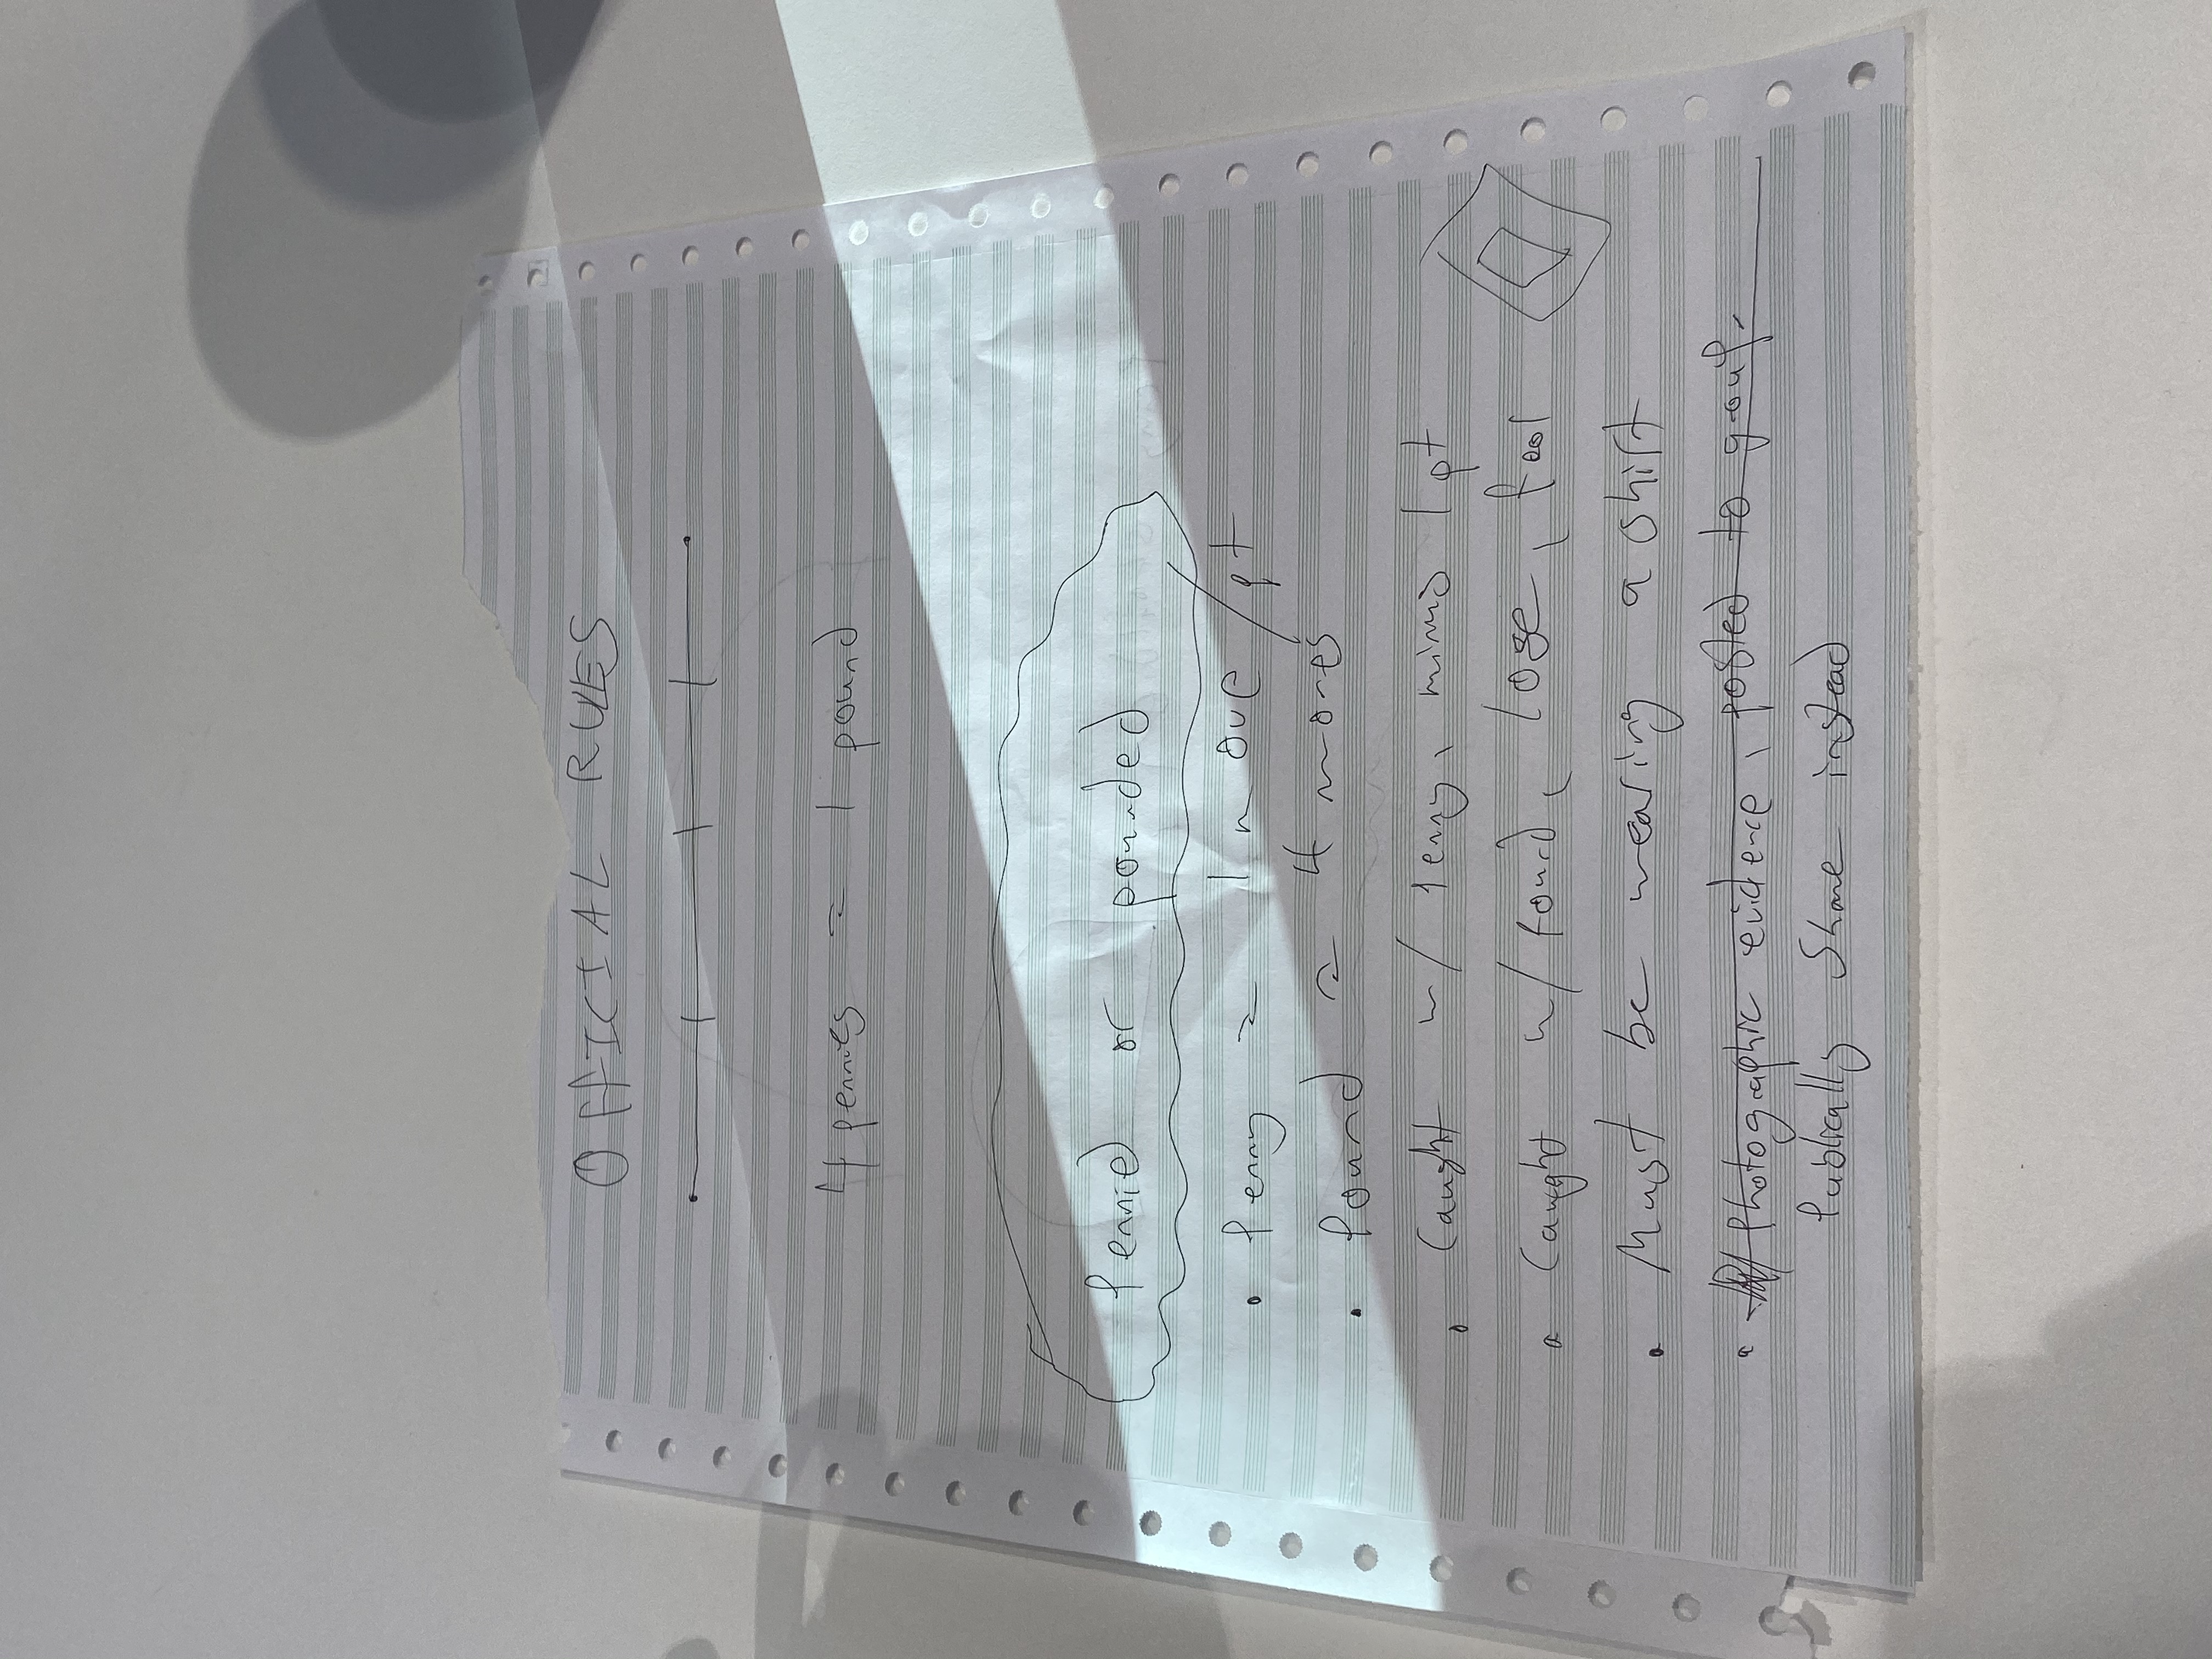 OFFICIAL RULES
4 pennies = 1 pound
Pennied or pounded
• Penny = 1 move / pt
• Pound = 4 moves
• Caught w/ Penny, minus 1 pt
• Caught w/ Pound, lose, fool
• Must be wearing a shirt
• Photographic evidence, posted to group.
Publically Shame instead